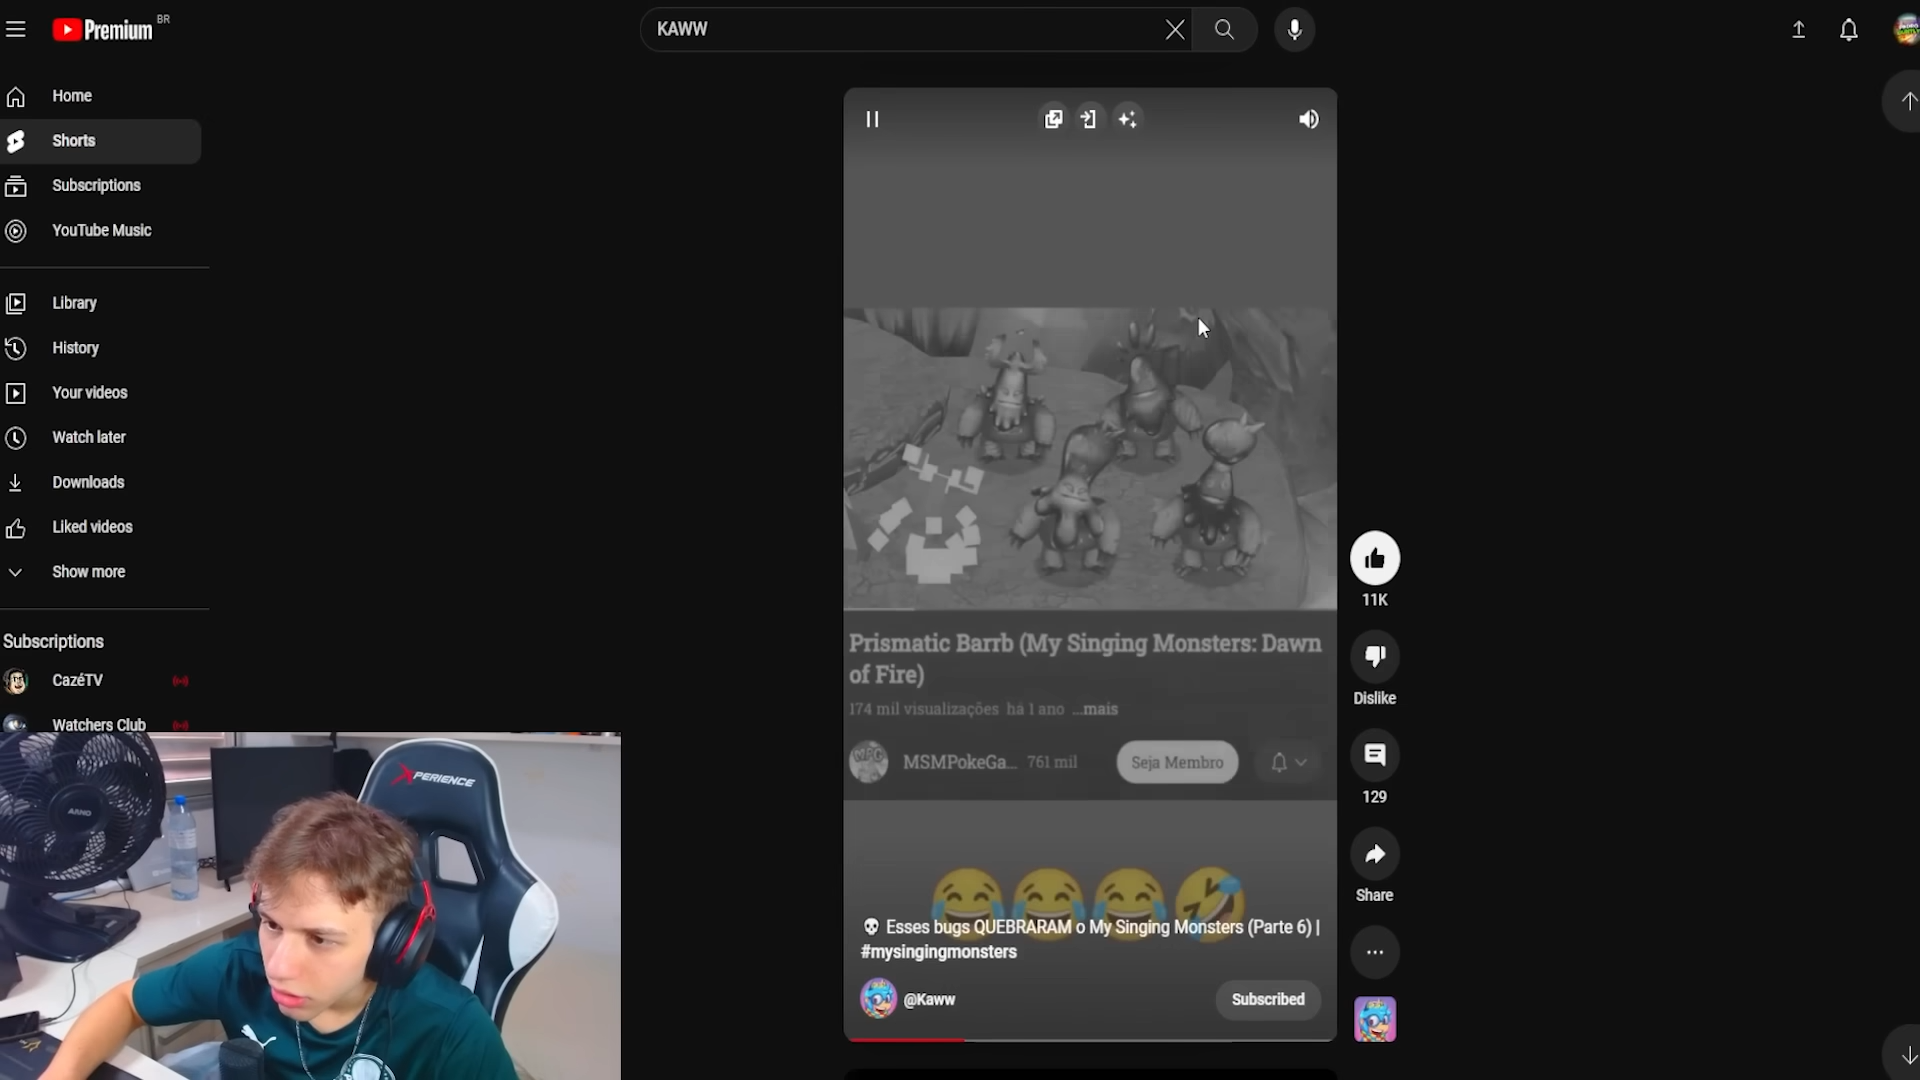 Premium BR
KAWW
Home
Shorts
Subscriptions
YouTube Music
Library
History
Your videos
Watch later
Downloads
Liked videos
Show more
Subscriptions
CazéTV
Watchers Club
Prismatic Barrb (My Singing Monsters: Dawn
of Fire)
174 mil visualizações há 1 ano ...mais
MSMPokeGa... 761 mil
Seja Membro
💀 Esses bugs QUEBRARAM o My Singing Monsters (Parte 6) |
#mysingingmonsters
@Kaww
Subscribed
11K
Dislike
129
Share
XPERIENCE
ARNO